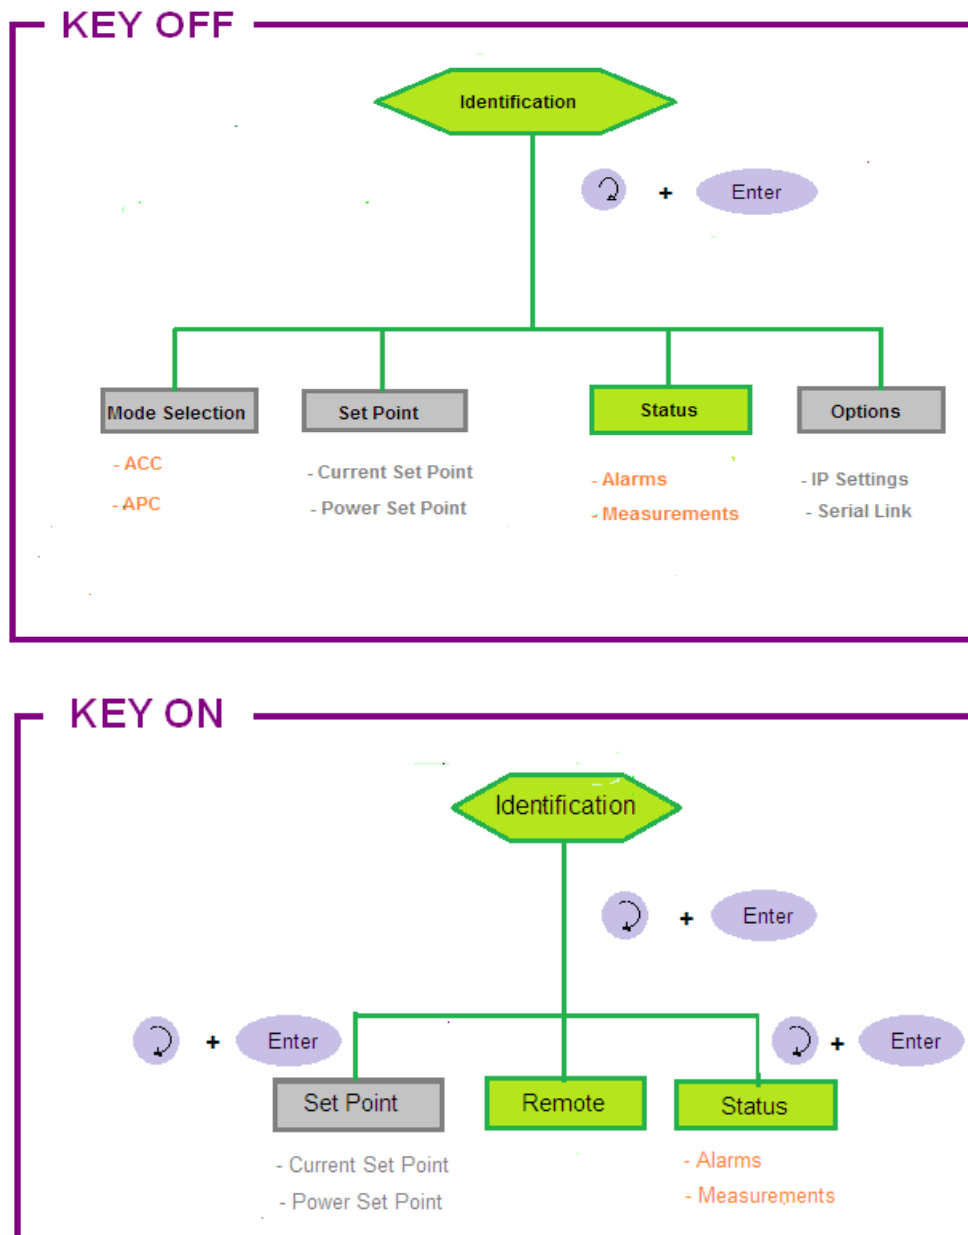 KEY OFF
Identification
+ Enter
Mode Selection
Set Point
Status
Options
- ACC
- APC
- Current Set Point
- Power Set Point
- Alarms
- Measurements
- IP Settings
- Serial Link
KEY ON
Identification
+ Enter
+ Enter
+ Enter
Set Point
Remote
Status
- Current Set Point
- Power Set Point
- Alarms
- Measurements